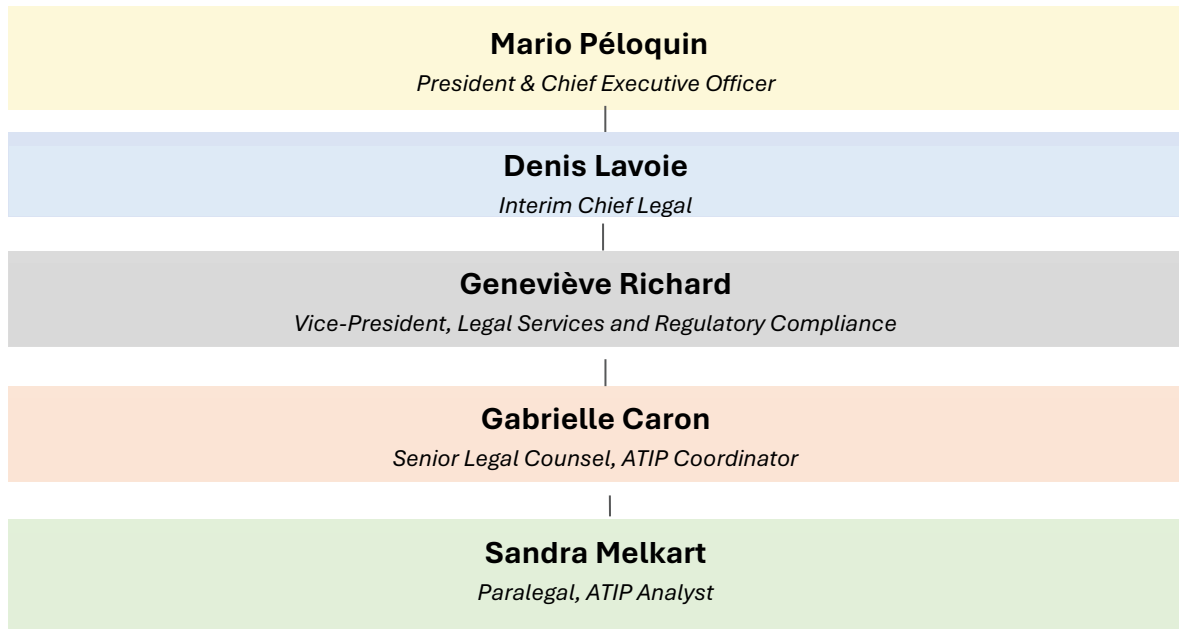 Mario Péloquin
President & Chief Executive Officer
Denis Lavoie
Interim Chief Legal
Geneviève Richard
Vice-President, Legal Services and Regulatory Compliance
Gabrielle Caron
Senior Legal Counsel, ATIP Coordinator
Sandra Melkart
Paralegal, ATIP Analyst